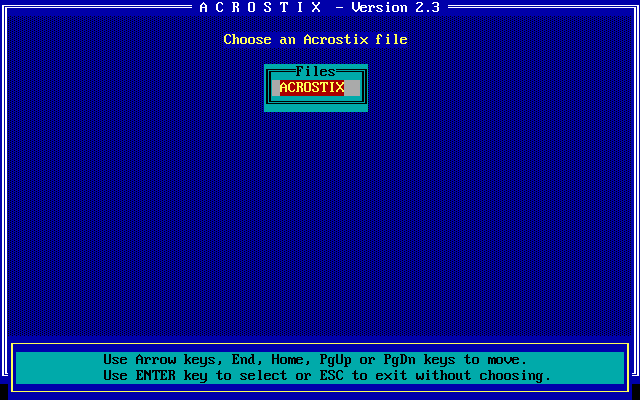 A C R O S T I X - Version 2.3
Choose an Acrostix file
Files
ACROSTIX
Use Arrow keys, End, Home, PgUp or PgDn keys to move.
Use ENTER key to select or ESC to exit without choosing.